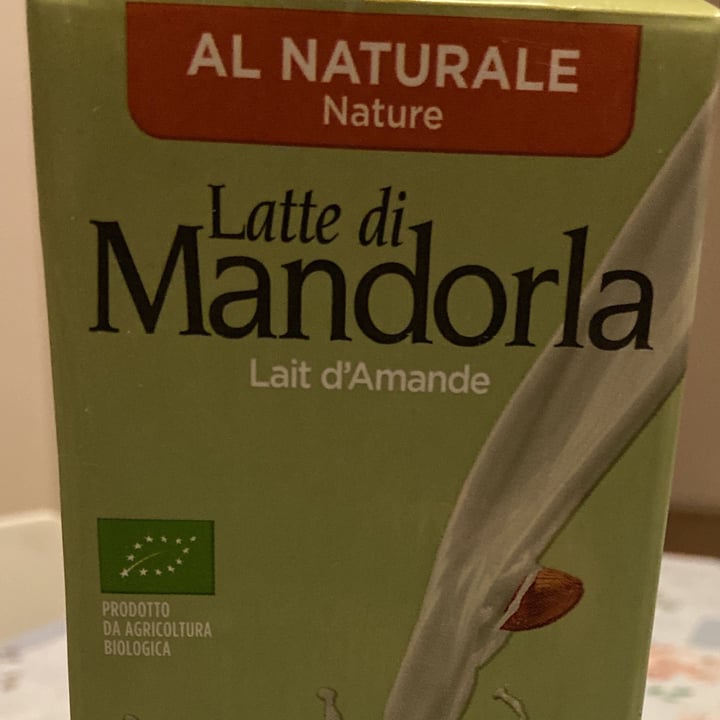 AL NATURALE
Nature
Latte di
Mandorla
Lait d'Amande
PRODOTTO
DA AGRICOLTURA
BIOLOGICA